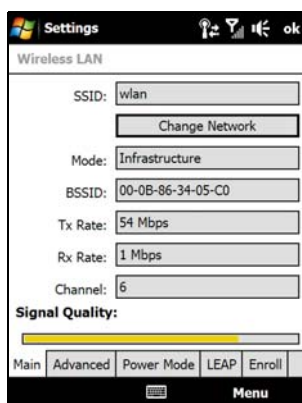 Settings
ok
Wireless LAN
SSID: wlan
Change Network
Mode: Infrastructure
BSSID: 00-0B-86-34-05-C0
Tx Rate: 54 Mbps
Rx Rate: 1 Mbps
Channel: 6
Signal Quality:
Main Advanced Power Mode LEAP Enroll
Menu